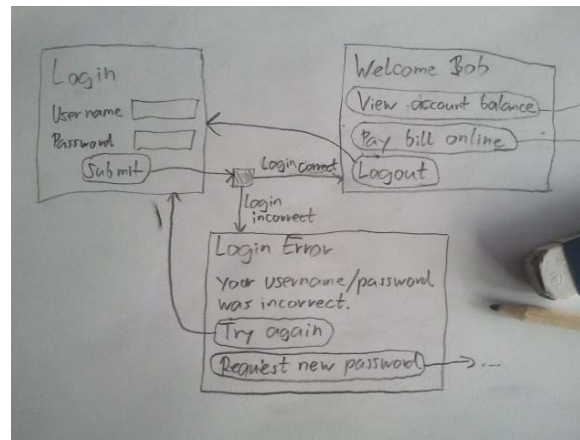 Login
Username
Password
Submit
Welcome Bob
View account balance
Pay bill online
Logout
Login correct
Login
incorrect
Login Error
Your username/password
was incorrect.
Try again
Request new password
...